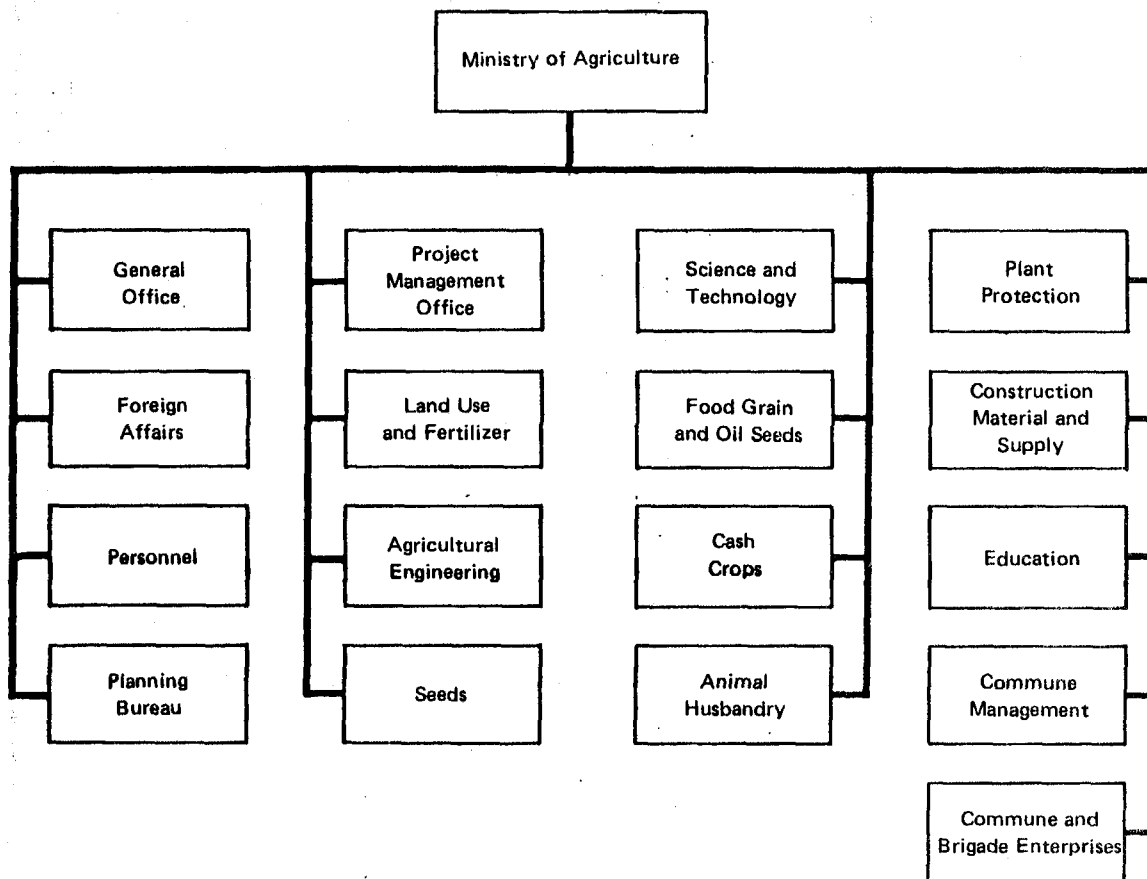 Ministry of Agriculture
General
Office
Foreign
Affairs
Personnel
Planning
Bureau
Project
Management
Office
Land Use
and Fertilizer
Agricultural
Engineering
Seeds
Science and
Technology
Food Grain
and Oil Seeds
Cash
Crops
Animal
Husbandry
Plant
Protection
Construction
Material and
Supply
Education
Commune
Management
Commune and
Brigade Enterprises